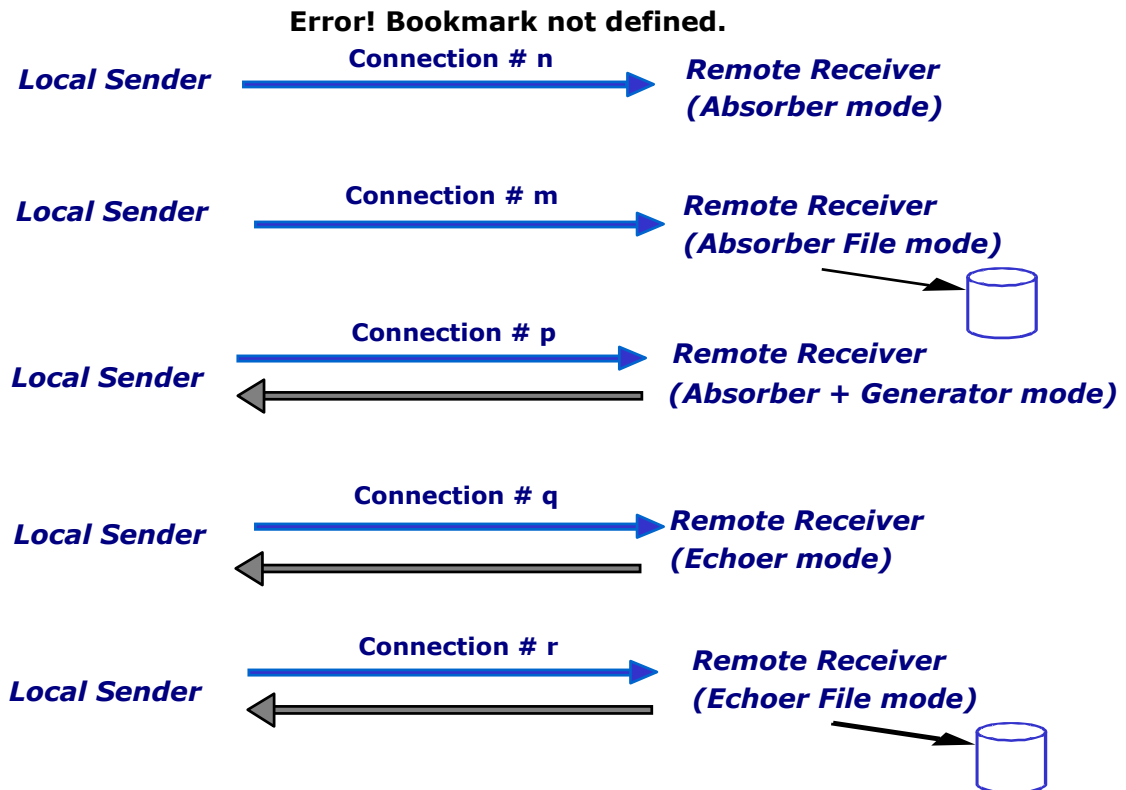 Error! Bookmark not defined.
Connection # n
Local Sender
Remote Receiver
(Absorber mode)
Connection # m
Local Sender
Remote Receiver
(Absorber File mode)
Connection # p
Local Sender
Remote Receiver
(Absorber + Generator mode)
Connection # q
Local Sender
Remote Receiver
(Echoer mode)
Connection # r
Local Sender
Remote Receiver
(Echoer File mode)